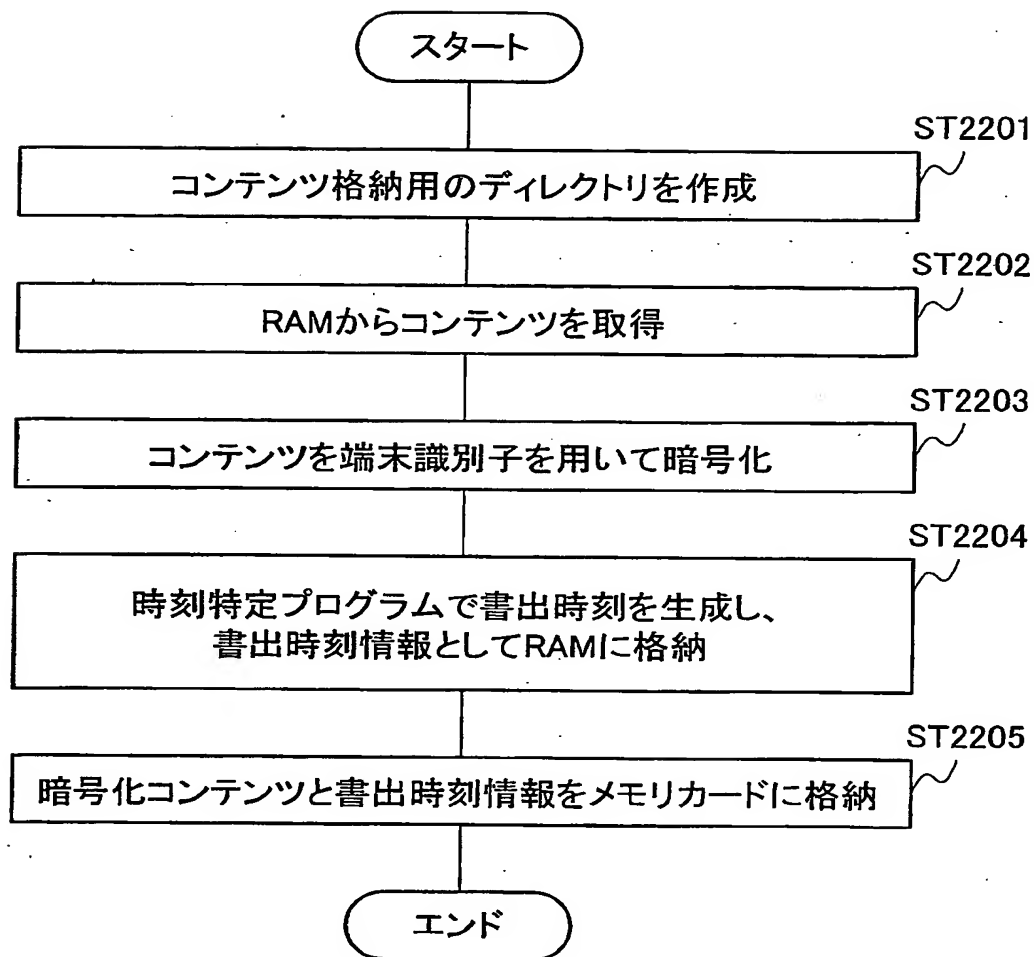 スタート
ST2201
コンテンツ格納用のディレクトリを作成
ST2202
RAMからコンテンツを取得
ST2203
コンテンツを端末識別子を用いて暗号化
ST2204
時刻特定プログラムで書出時刻を生成し、
書出時刻情報としてRAMに格納
ST2205
暗号化コンテンツと書出時刻情報をメモリカードに格納
エンド